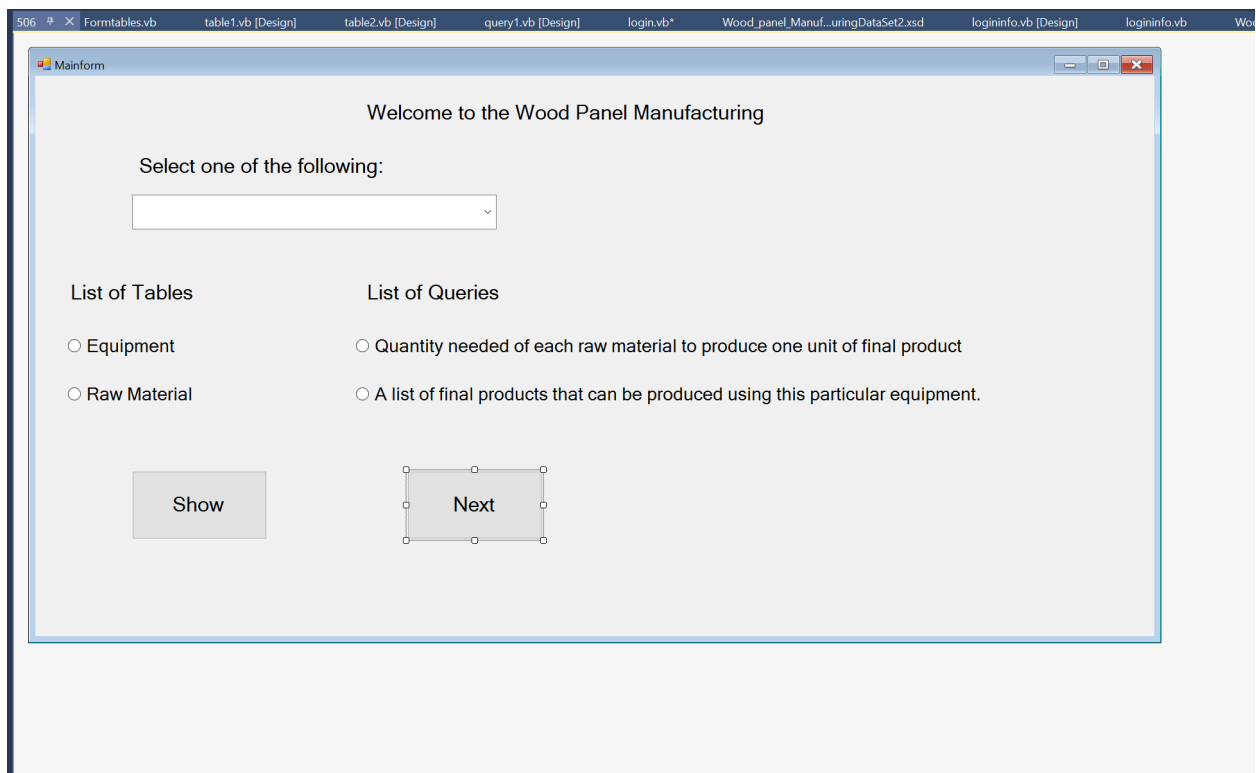 506 Formtables.vb table1.vb [Design] table2.vb [Design] query1.vb [Design] login.vb* Wood_panel_Manuf...uringDataSet2.xsd logininfo.vb [Design] logininfo.vb
Mainform
Welcome to the Wood Panel Manufacturing
Select one of the following:
List of Tables List of Queries
Equipment Quantity needed of each raw material to produce one unit of final product
Raw Material A list of final products that can be produced using this particular equipment.
Show Next